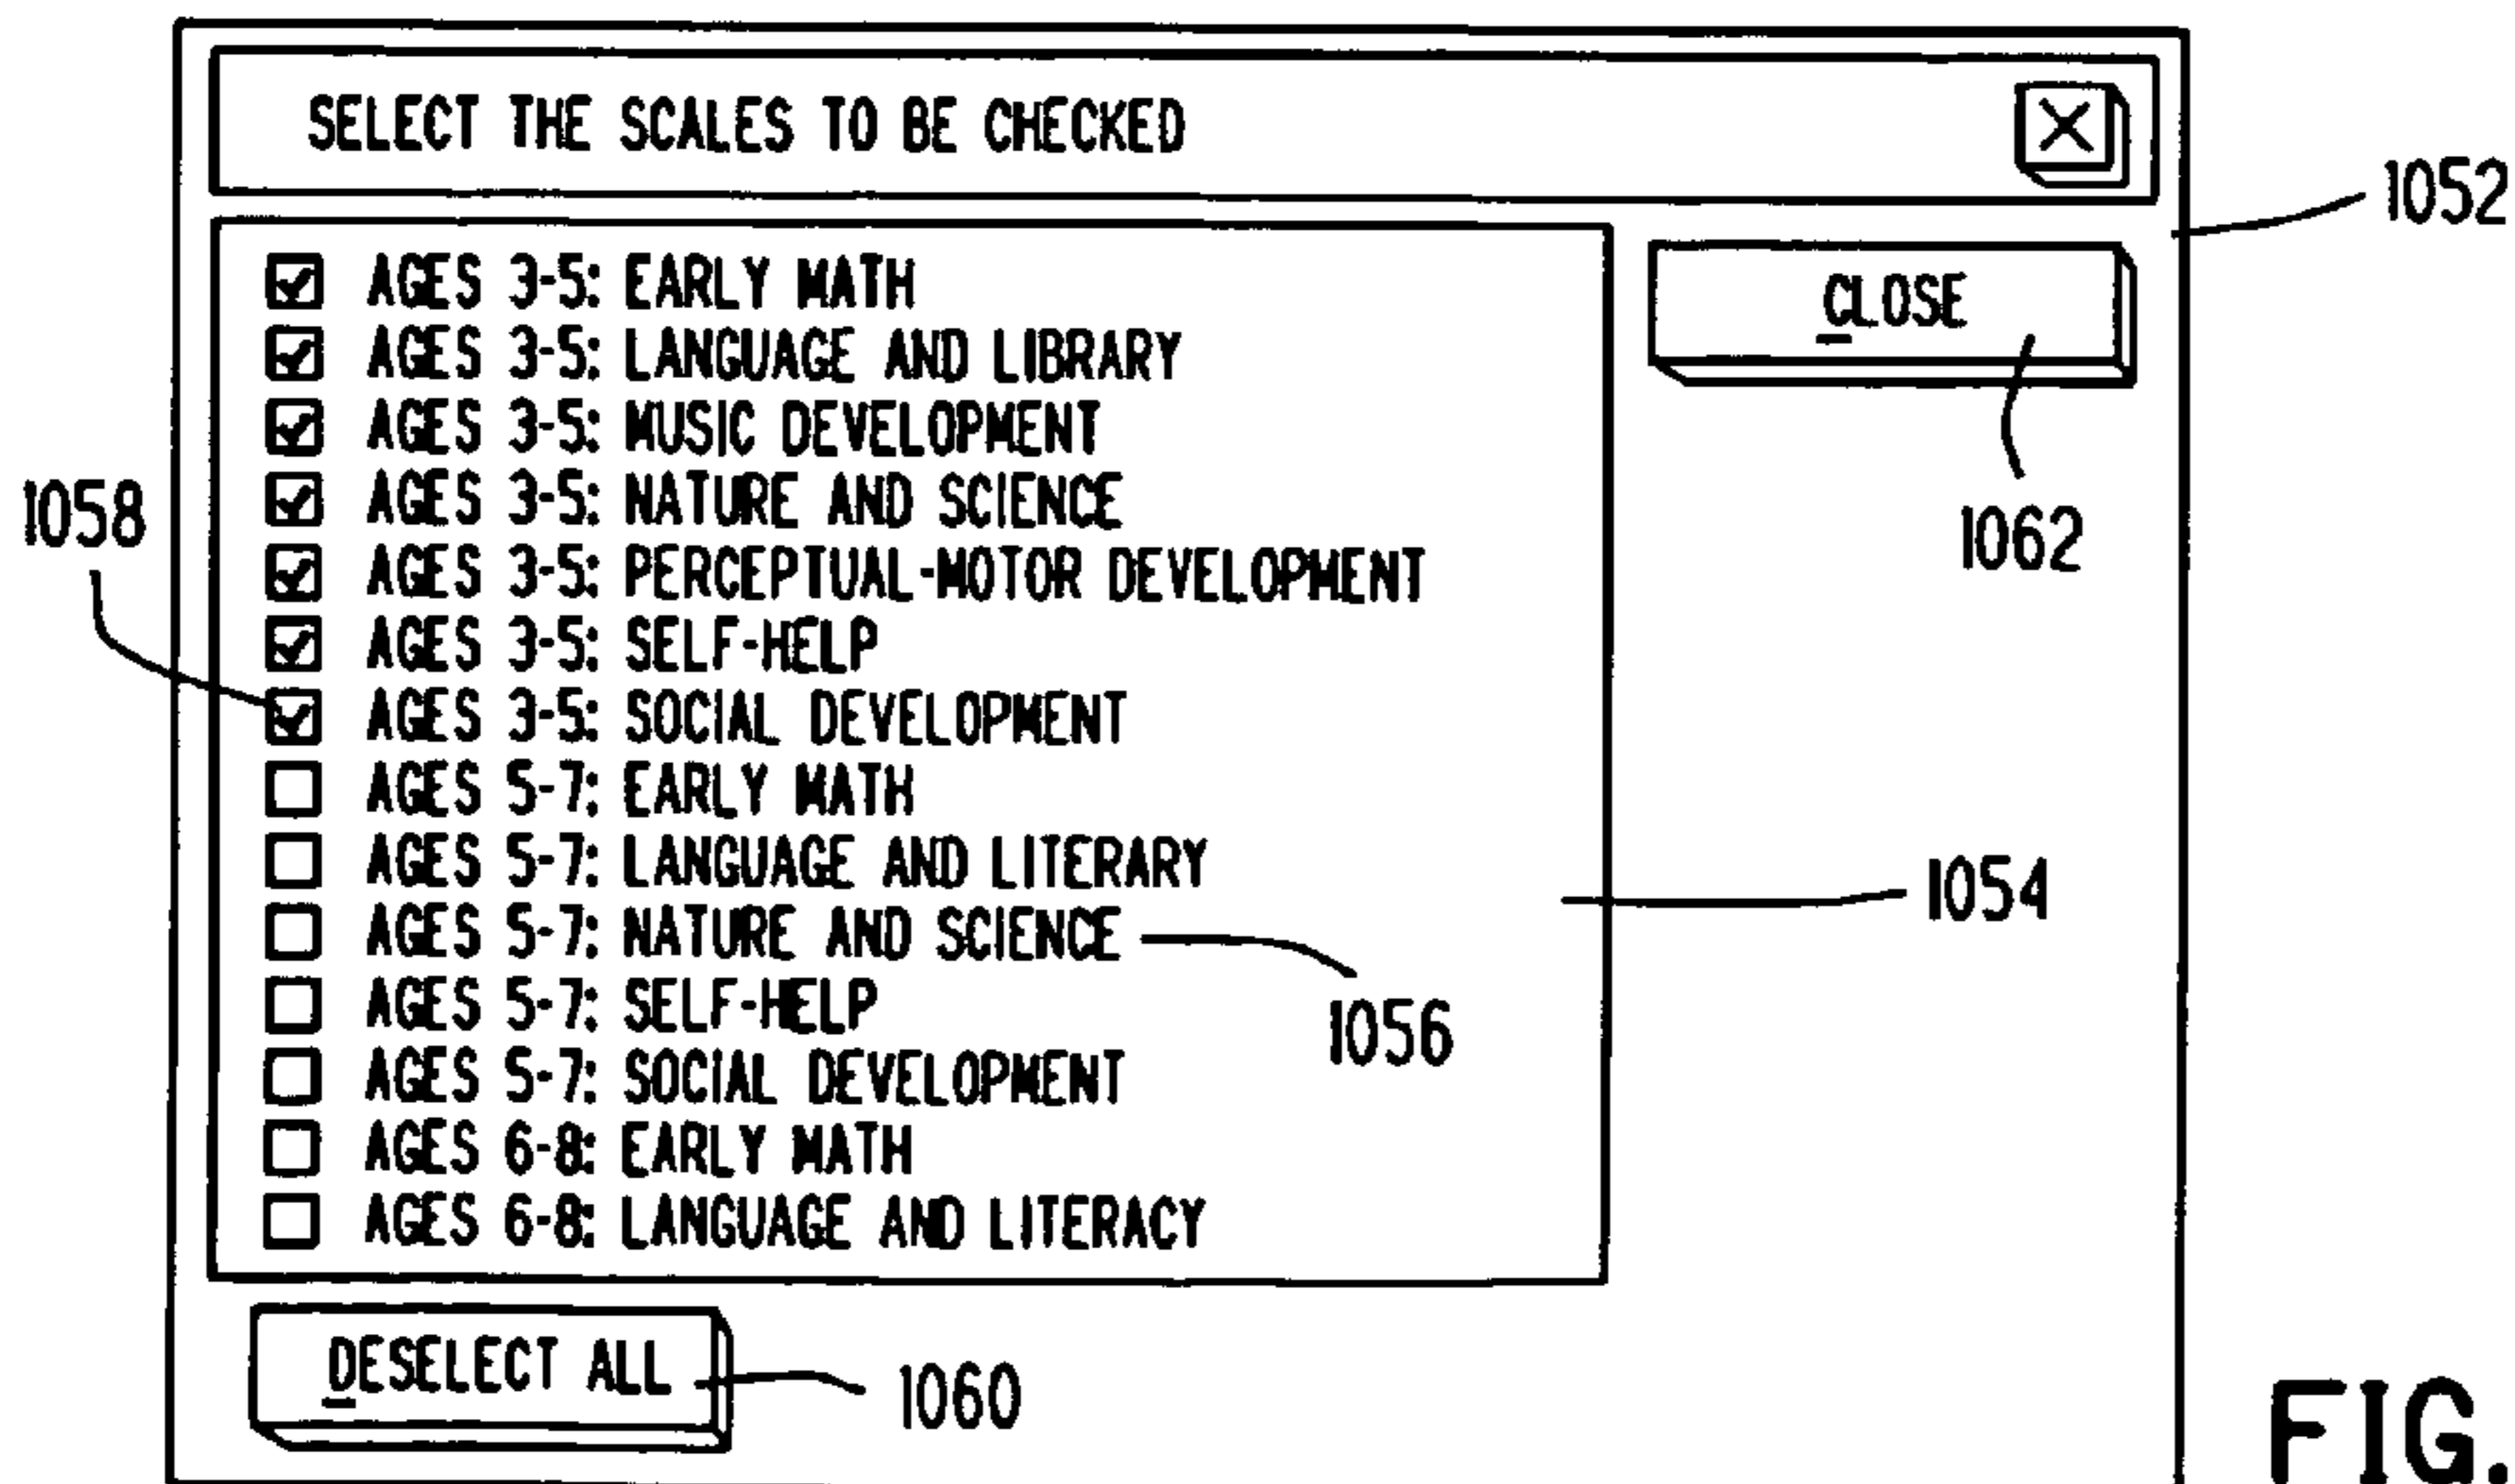 SELECT THE SCALES TO BE CHECKED
X
1052
AGES 3-5: EARLY MATH
CLOSE
AGES 3-5: LANGUAGE AND LIBRARY
AGES 3-5: MUSIC DEVELOPMENT
1058
AGES 3-5: NATURE AND SCIENCE
1062
AGES 3-5: PERCEPTUAL-MOTOR DEVELOPMENT
AGES 3-5: SELF-HELP
AGES 3-5: SOCIAL DEVELOPMENT
AGES 5-7: EARLY MATH
AGES 5-7: LANGUAGE AND LITERARY
1054
AGES 5-7: NATURE AND SCIENCE
AGES 5-7: SELF-HELP
1056
AGES 5-7: SOCIAL DEVELOPMENT
AGES 6-8: EARLY MATH
AGES 6-8: LANGUAGE AND LITERACY
DESELECT ALL
1060
FIG.